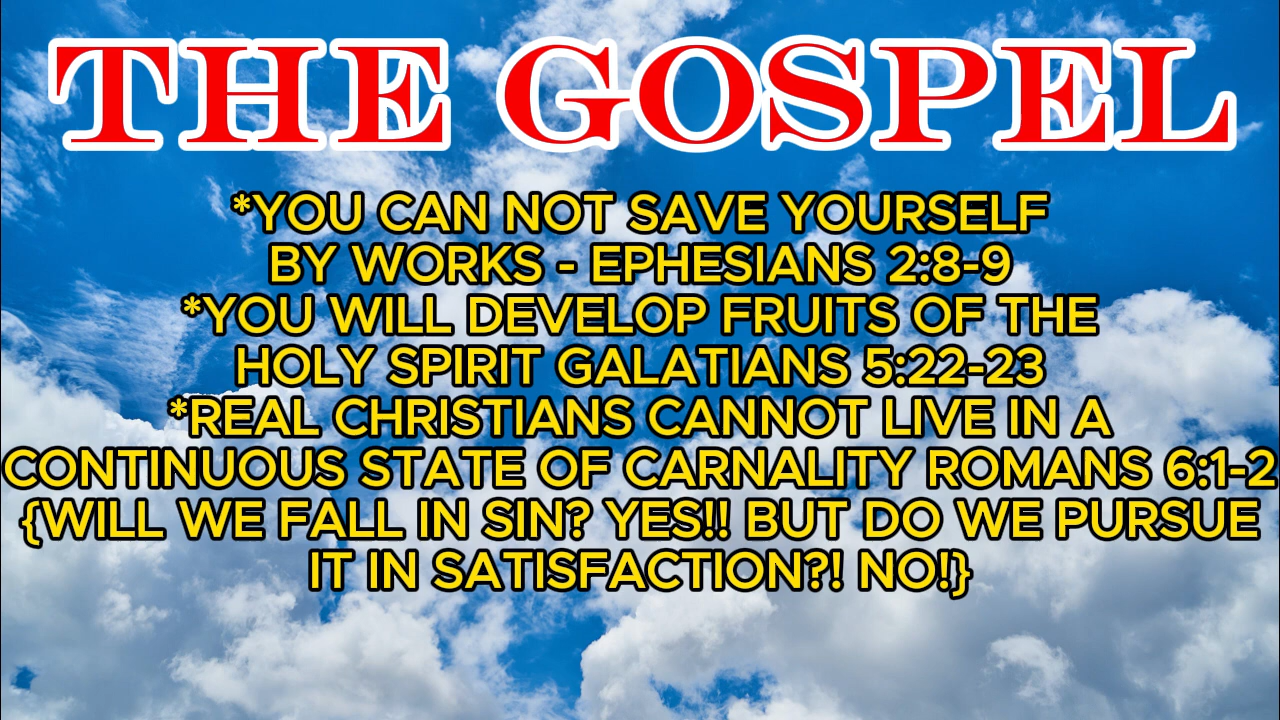 THE GOSPEL
*YOU CAN NOT SAVE YOURSELF
BY WORKS - EPHESIANS 2:8-9
*YOU WILL DEVELOP FRUITS OF THE
HOLY SPIRIT GALATIANS 5:22-23
*REAL CHRISTIANS CANNOT LIVE IN A
CONTINUOUS STATE OF CARNALITY ROMANS 6:1-2
{WILL WE FALL IN SIN? YES!! BUT DO WE PURSUE
IT IN SATISFACTION?! NO!}